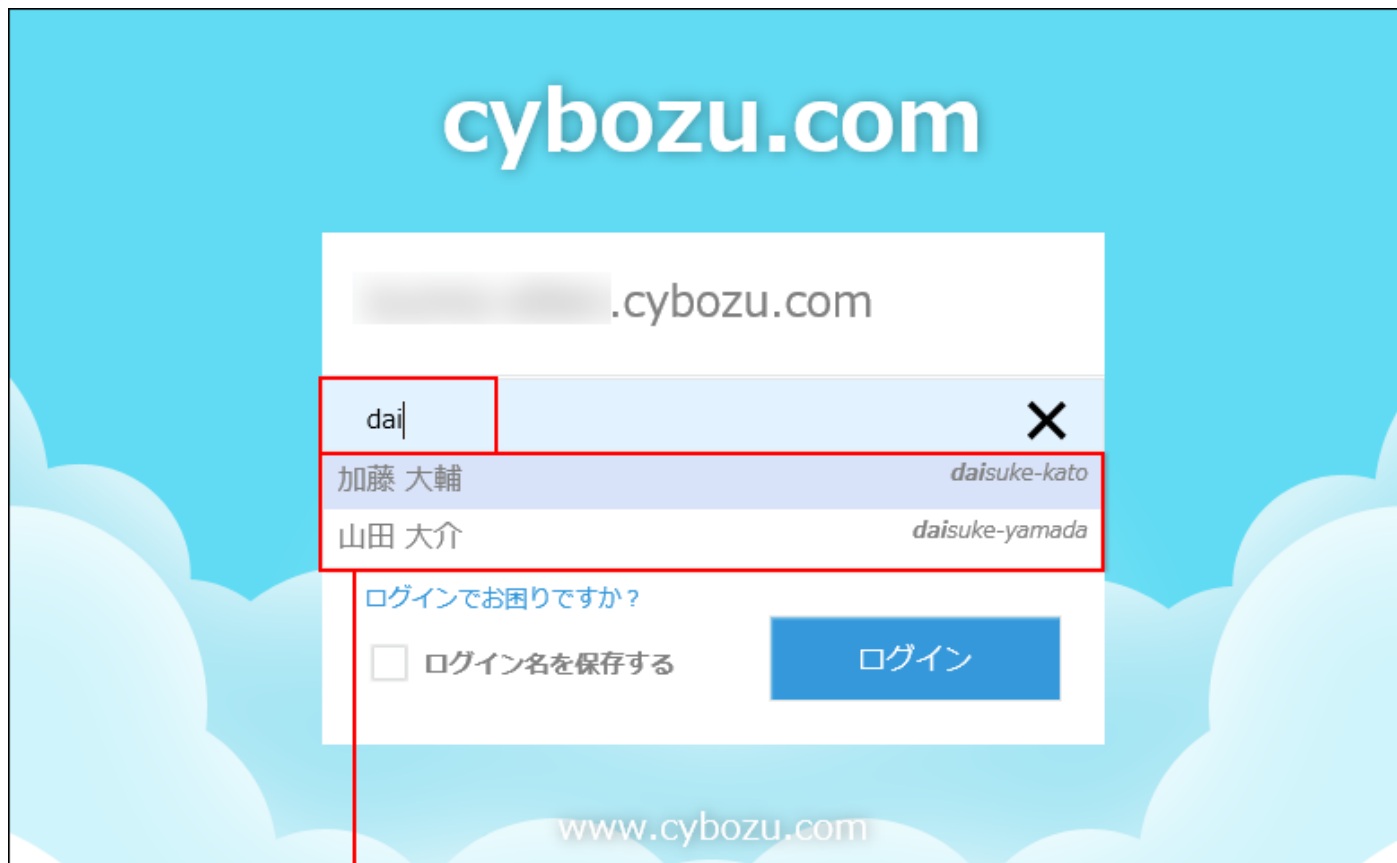 cybozu.com
.cybozu.com
dai
加藤 大輔 daisuke-kato
山田 大介 daisuke-yamada
ログインでお困りですか？
ログイン名を保存する
ログイン
www.cybozu.com